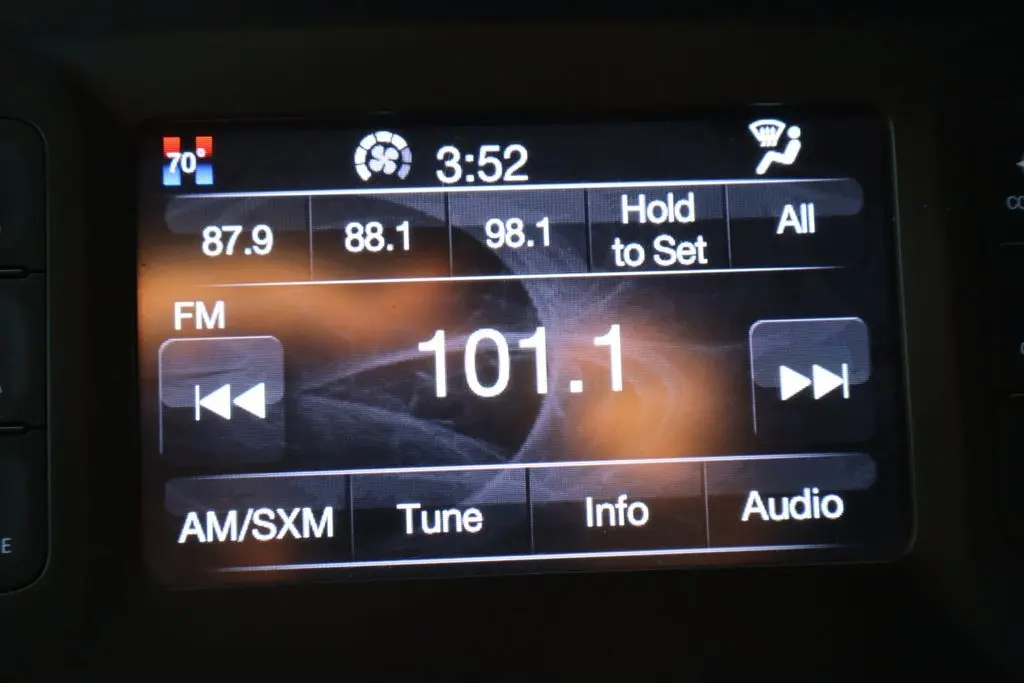 70° 3:52
87.9 88.1 98.1 Hold to Set All
FM
101.1
AM/SXM Tune Info Audio